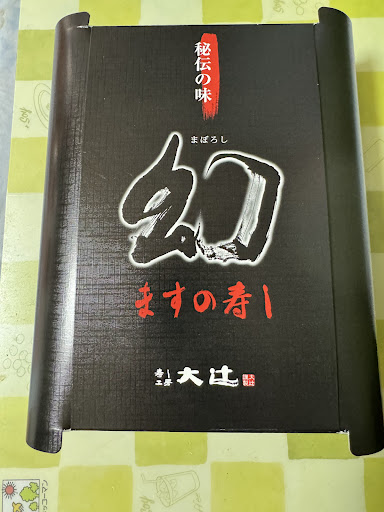 秘伝の味
まぼろし
幻
ますの寿し
寿し工房 大辻